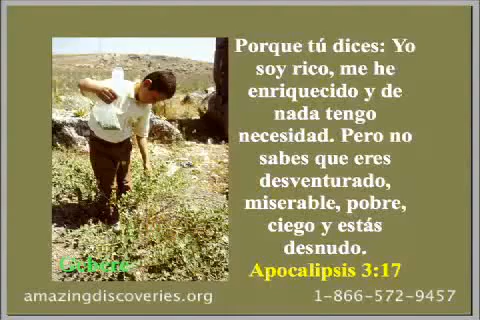 Porque tú dices: Yo
soy rico, me he
enriquecido y de
nada tengo
necesidad. Pero no
sabes que eres
desventurado,
miserable, pobre,
ciego y estás
desnudo.
Apocalipsis 3:17
amazingdiscoveries.org
1-866-572-9457